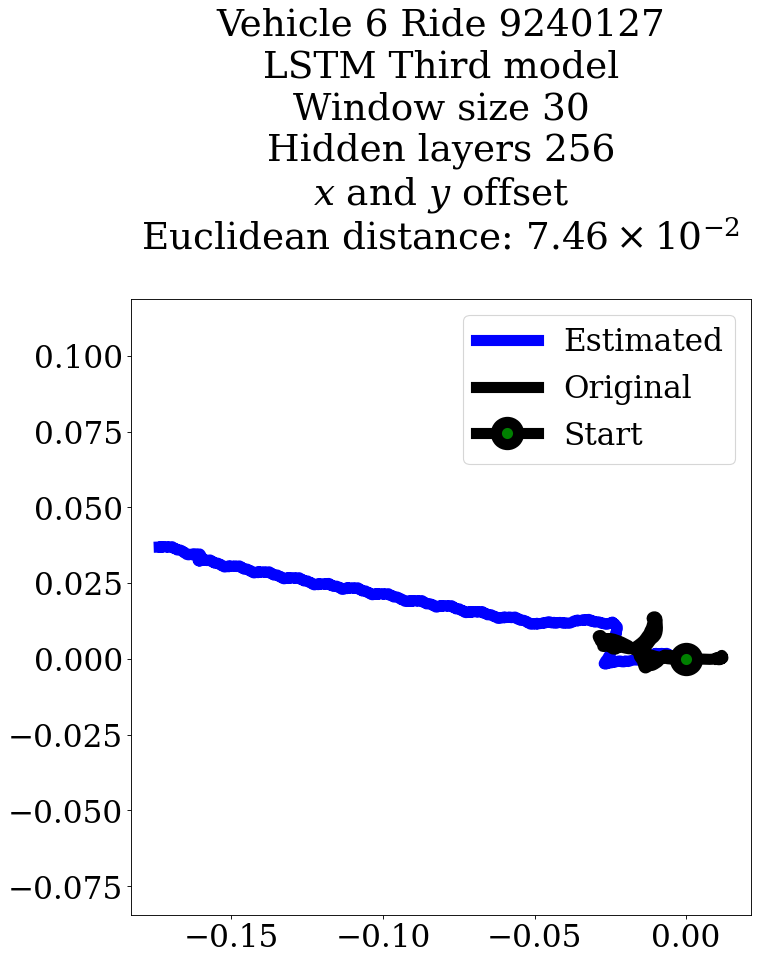 Vehicle 6 Ride 9240127
LSTM Third model
Window size 30
Hidden layers 256
x and y offset
Euclidean distance: 7.46 × 10⁻²
Estimated
Original
Start
0.100
0.075
0.050
0.025
0.000
−0.025
−0.050
−0.075
−0.15 −0.10 −0.05 0.00